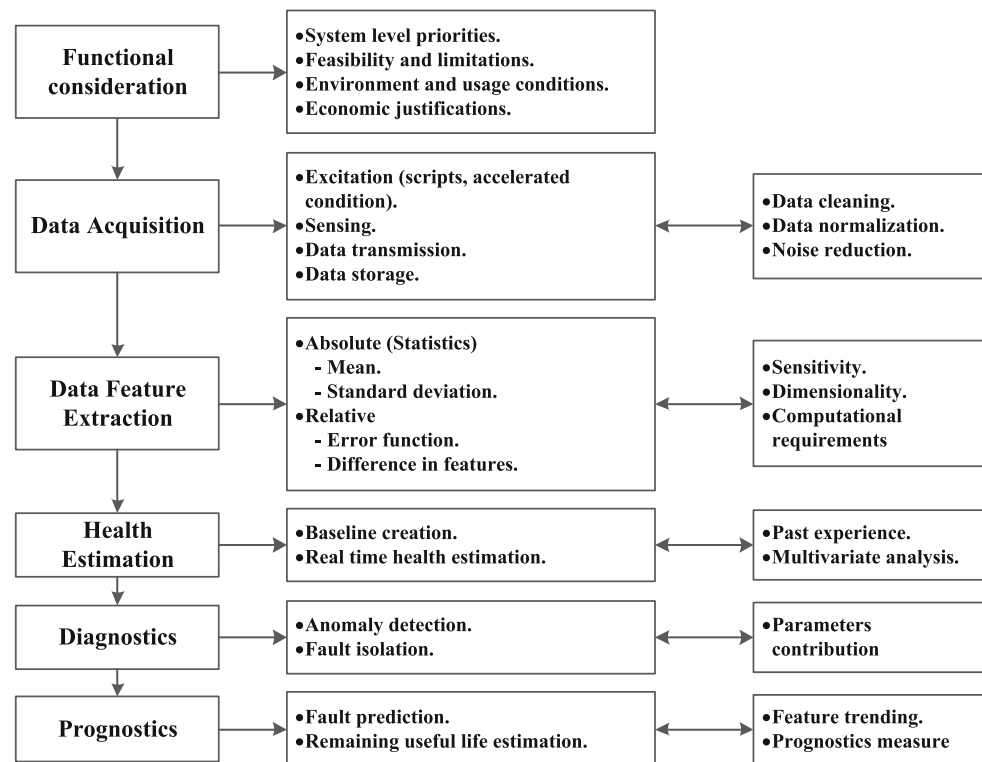 Functional
consideration
•System level priorities.
•Feasibility and limitations.
•Environment and usage conditions.
•Economic justifications.
Data Acquisition
•Excitation (scripts, accelerated
condition).
•Sensing.
•Data transmission.
•Data storage.
•Data cleaning.
•Data normalization.
•Noise reduction.
Data Feature
Extraction
•Absolute (Statistics)
- Mean.
- Standard deviation.
•Relative
- Error function.
- Difference in features.
•Sensitivity.
•Dimensionality.
•Computational
requirements
Health
Estimation
•Baseline creation.
•Real time health estimation.
•Past experience.
•Multivariate analysis.
Diagnostics
•Anomaly detection.
•Fault isolation.
•Parameters
contribution
Prognostics
•Fault prediction.
•Remaining useful life estimation.
•Feature trending.
•Prognostics measure